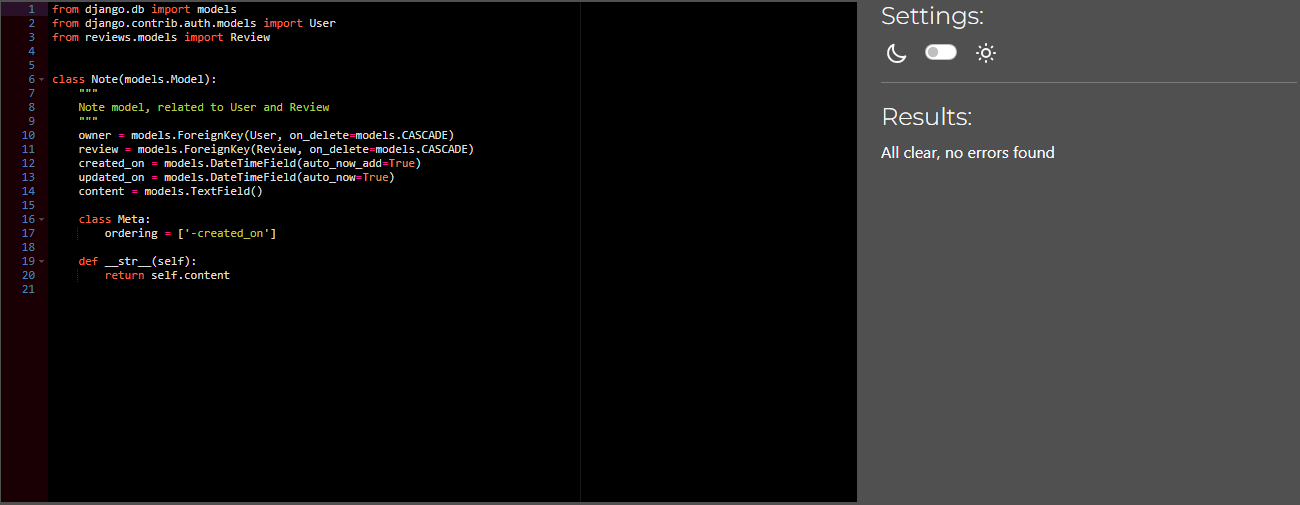 1 from django.db import models
2 from django.contrib.auth.models import User
3 from reviews.models import Review
4
5
6 class Note(models.Model):
7     """
8     Note model, related to User and Review
9     """
10     owner = models.ForeignKey(User, on_delete=models.CASCADE)
11     review = models.ForeignKey(Review, on_delete=models.CASCADE)
12     created_on = models.DateTimeField(auto_now_add=True)
13     updated_on = models.DateTimeField(auto_now=True)
14     content = models.TextField()
15
16     class Meta:
17         ordering = ['-created_on']
18
19     def __str__(self):
20         return self.content
21
Settings:
Results:
All clear, no errors found